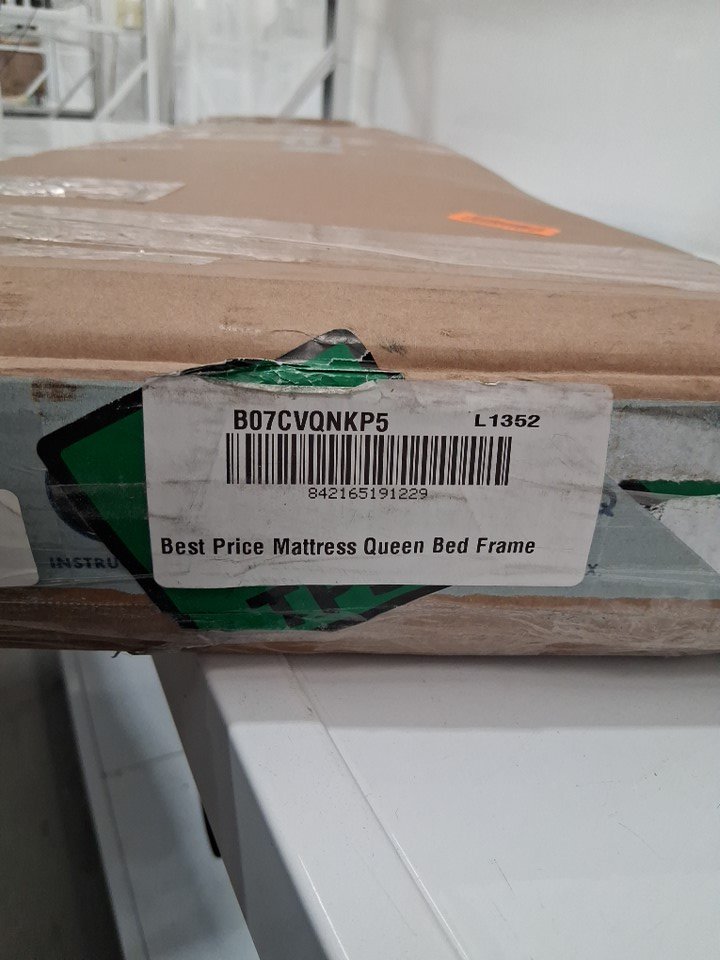 B07CVQNKP5 L1352
842165191229
Best Price Mattress Queen Bed Frame
INSTRU